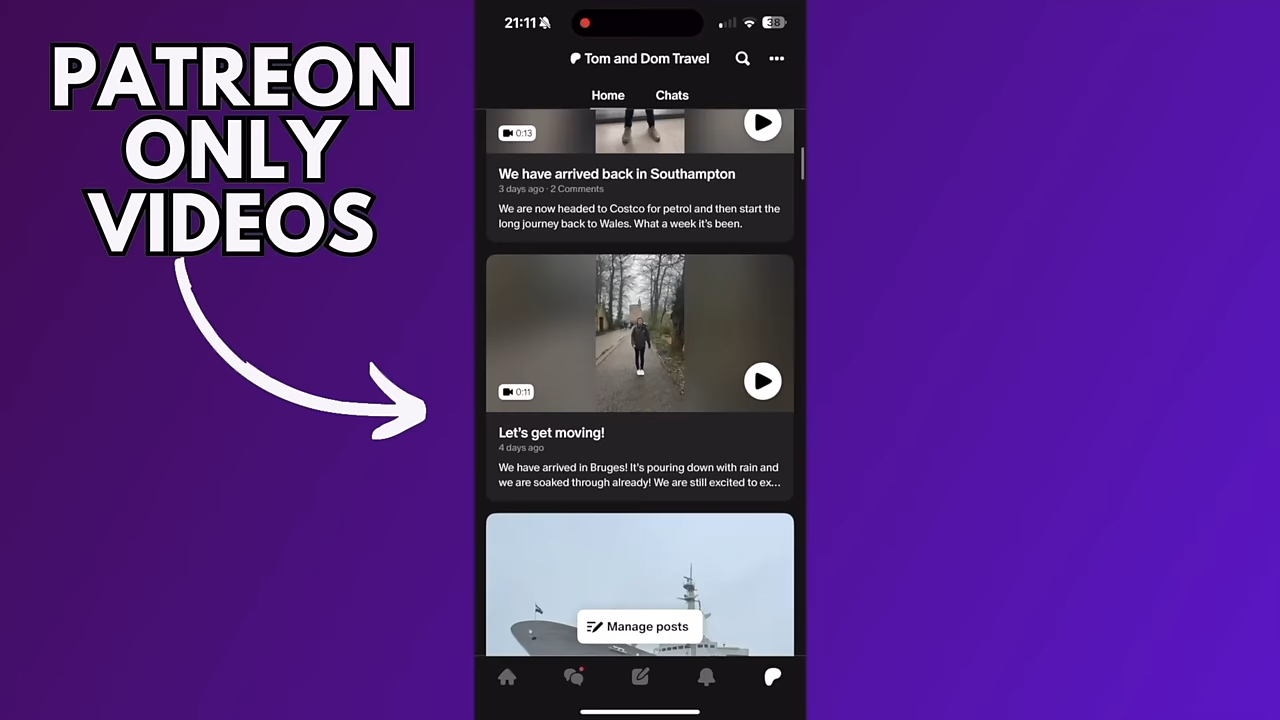 PATREON
ONLY
VIDEOS
21:11
38
Tom and Dom Travel
Home Chats
0:13
We have arrived back in Southampton
3 days ago · 2 Comments
We are now headed to Costco for petrol and then start the
long journey back to Wales. What a week it's been.
0:11
Let's get moving!
4 days ago
We have arrived in Bruges! It's pouring down with rain and
we are soaked through already! We are still excited to ex...
Manage posts